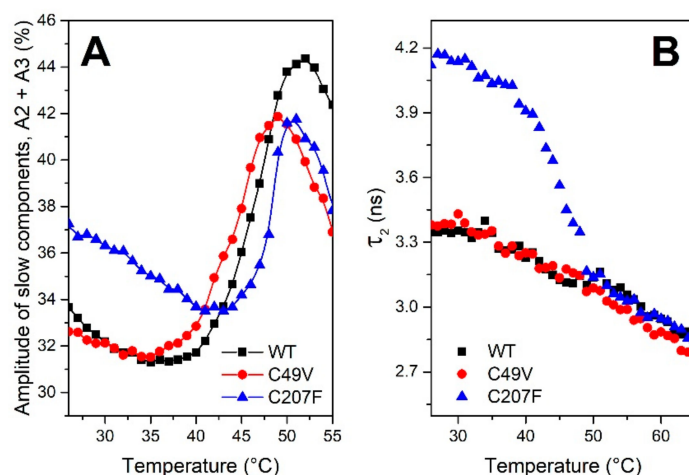 A
Amplitude of slow components, A2 + A3 (%)
46
44
42
40
38
36
34
32
30
WT
C49V
C207F
30 35 40 45 50 55
Temperature (°C)
B
τ2 (ns)
4.2
3.9
3.6
3.3
3.0
2.7
WT
C49V
C207F
30 40 50 60
Temperature (°C)